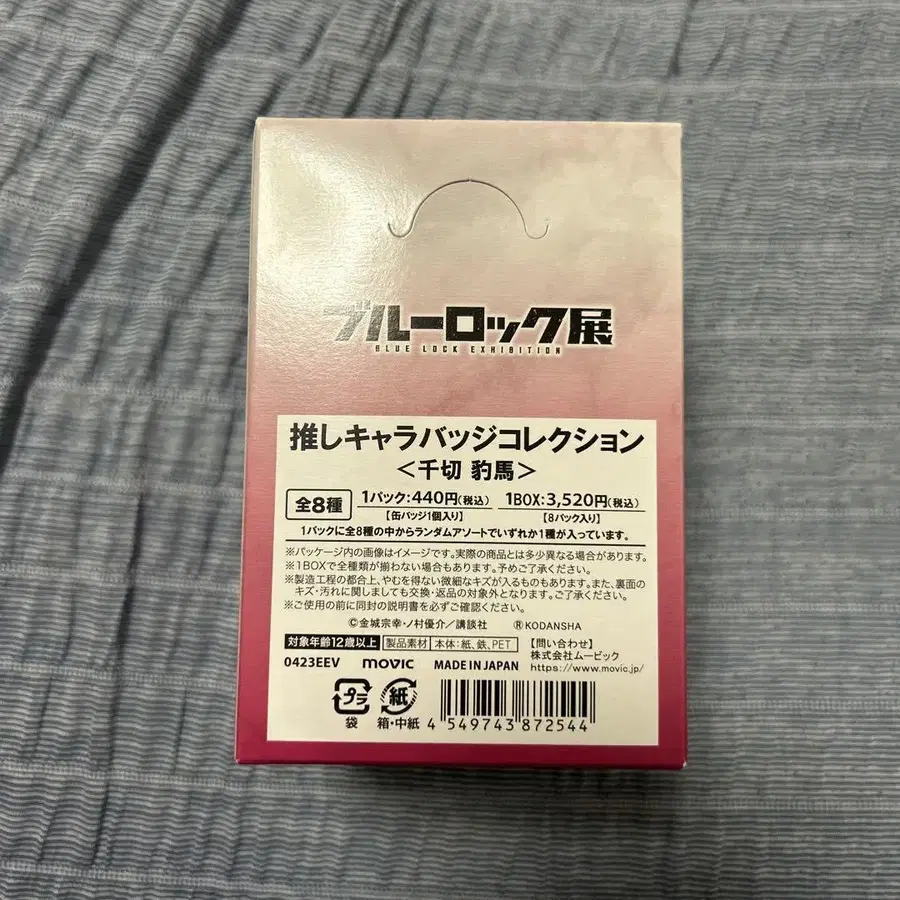 ブルーロック展
BLUE LOCK EXHIBITION
推しキャラバッジコレクション
＜千切 豹馬＞
全8種 1パック:440円(税込) 1BOX:3,520円(税込)
【缶バッジ1個入り】 【8パック入り】
1パックに全8種の中からランダムアソートでいずれか1種が入っています。
※パッケージ内の画像はイメージです。実際の商品とは多少異なる場合があります。
※1BOXで全種類が揃わない場合もあります。予めご了承ください。
※製造工程の都合上、やむを得ない微細なキズが入るものもあります。また、裏面の
キズ・汚れに関しましても交換・返品の対象外となります。ご了承ください。
※ご使用の前に同封の説明書を必ずご確認ください。
©金城宗幸・ノ村優介／講談社 ®KODANSHA
対象年齢12歳以上 製品素材 本体:紙、鉄、PET 【問い合わせ】
株式会社ムービック
0423EEV movic MADE IN JAPAN https://www.movic.jp/
プラ 紙
袋 箱・中紙 4 549743 872544